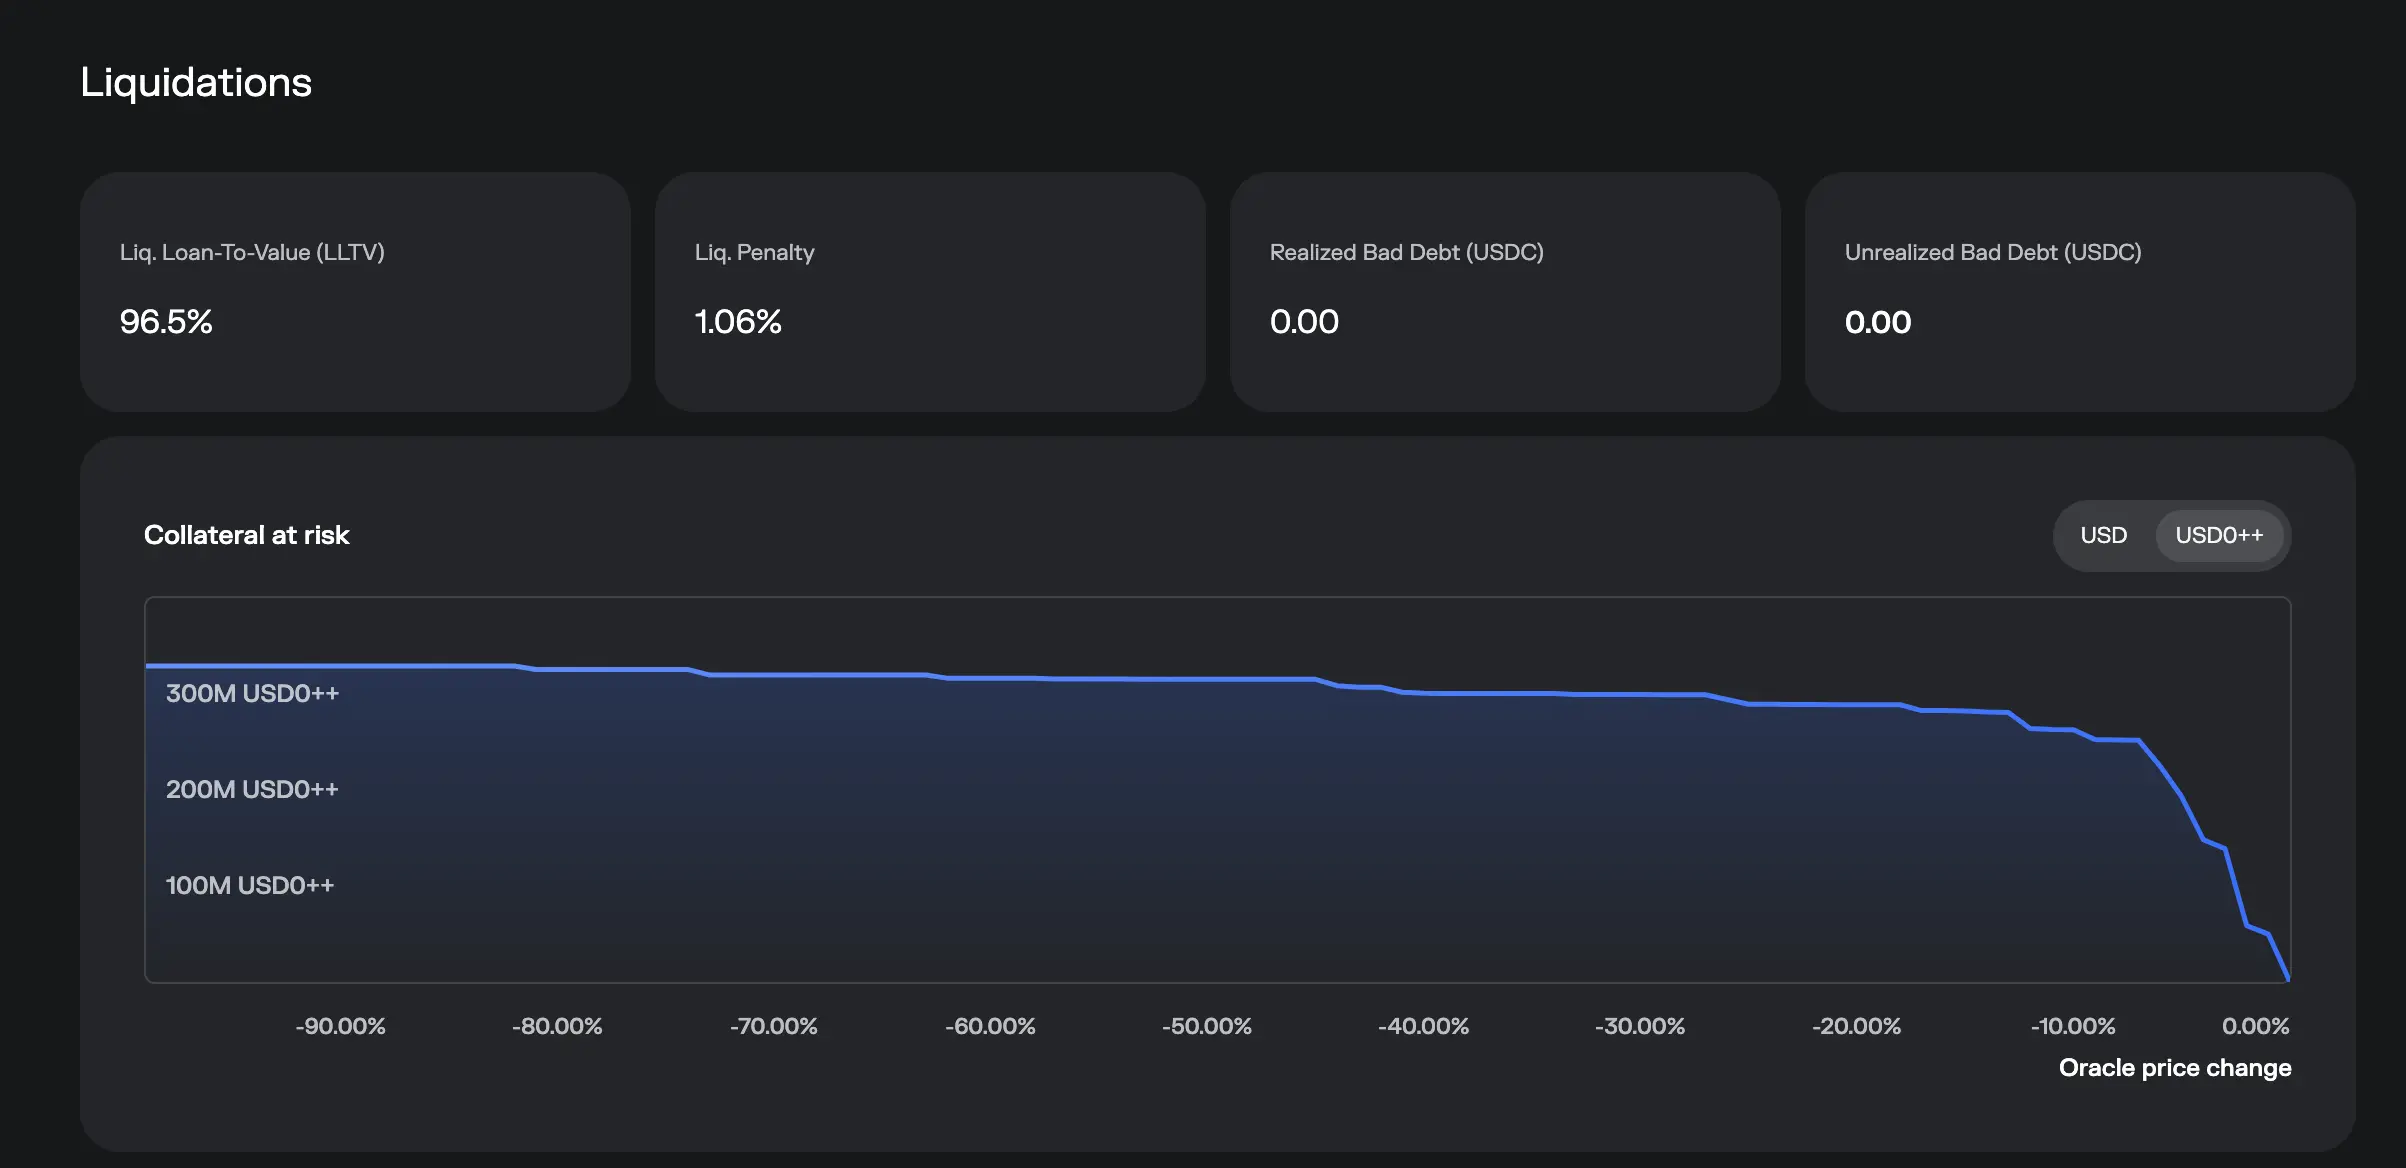 Liquidations
Liq. Loan-To-Value (LLTV)
96.5%
Liq. Penalty
1.06%
Realized Bad Debt (USDC)
0.00
Unrealized Bad Debt (USDC)
0.00
Collateral at risk
USD
USD0++
300M USD0++
200M USD0++
100M USD0++
-90.00% -80.00% -70.00% -60.00% -50.00% -40.00% -30.00% -20.00% -10.00% 0.00%
Oracle price change